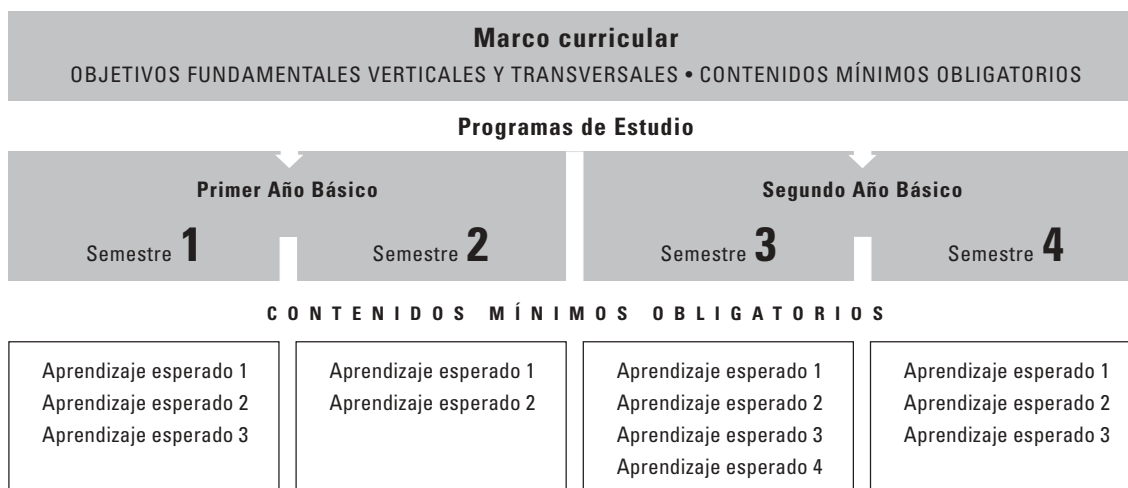 Marco curricular
OBJETIVOS FUNDAMENTALES VERTICALES Y TRANSVERSALES • CONTENIDOS MÍNIMOS OBLIGATORIOS
Programas de Estudio
Primer Año Básico
Semestre 1
Semestre 2
Segundo Año Básico
Semestre 3
Semestre 4
CONTENIDOS MÍNIMOS OBLIGATORIOS
Aprendizaje esperado 1
Aprendizaje esperado 2
Aprendizaje esperado 3
Aprendizaje esperado 1
Aprendizaje esperado 2
Aprendizaje esperado 1
Aprendizaje esperado 2
Aprendizaje esperado 3
Aprendizaje esperado 4
Aprendizaje esperado 1
Aprendizaje esperado 2
Aprendizaje esperado 3